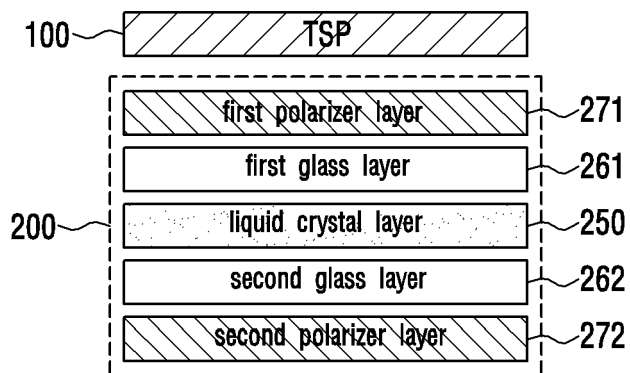 100 TSP
first polarizer layer 271
first glass layer 261
200 liquid crystal layer 250
second glass layer 262
second polarizer layer 272